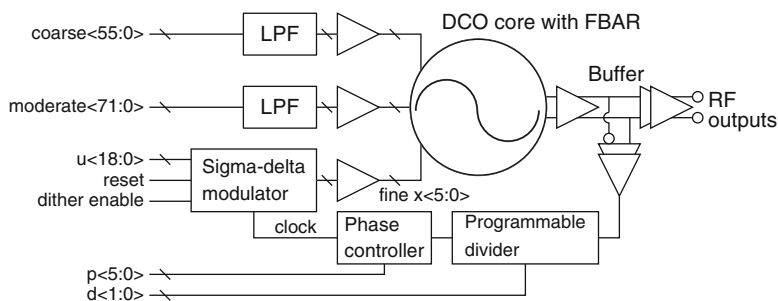 DCO core with FBAR
coarse<55:0>
LPF
Buffer
moderate<71:0>
LPF
RF
outputs
u<18:0>
reset
dither enable
Sigma-delta
modulator
fine x<5:0>
clock
Phase
controller
Programmable
divider
p<5:0>
d<1:0>